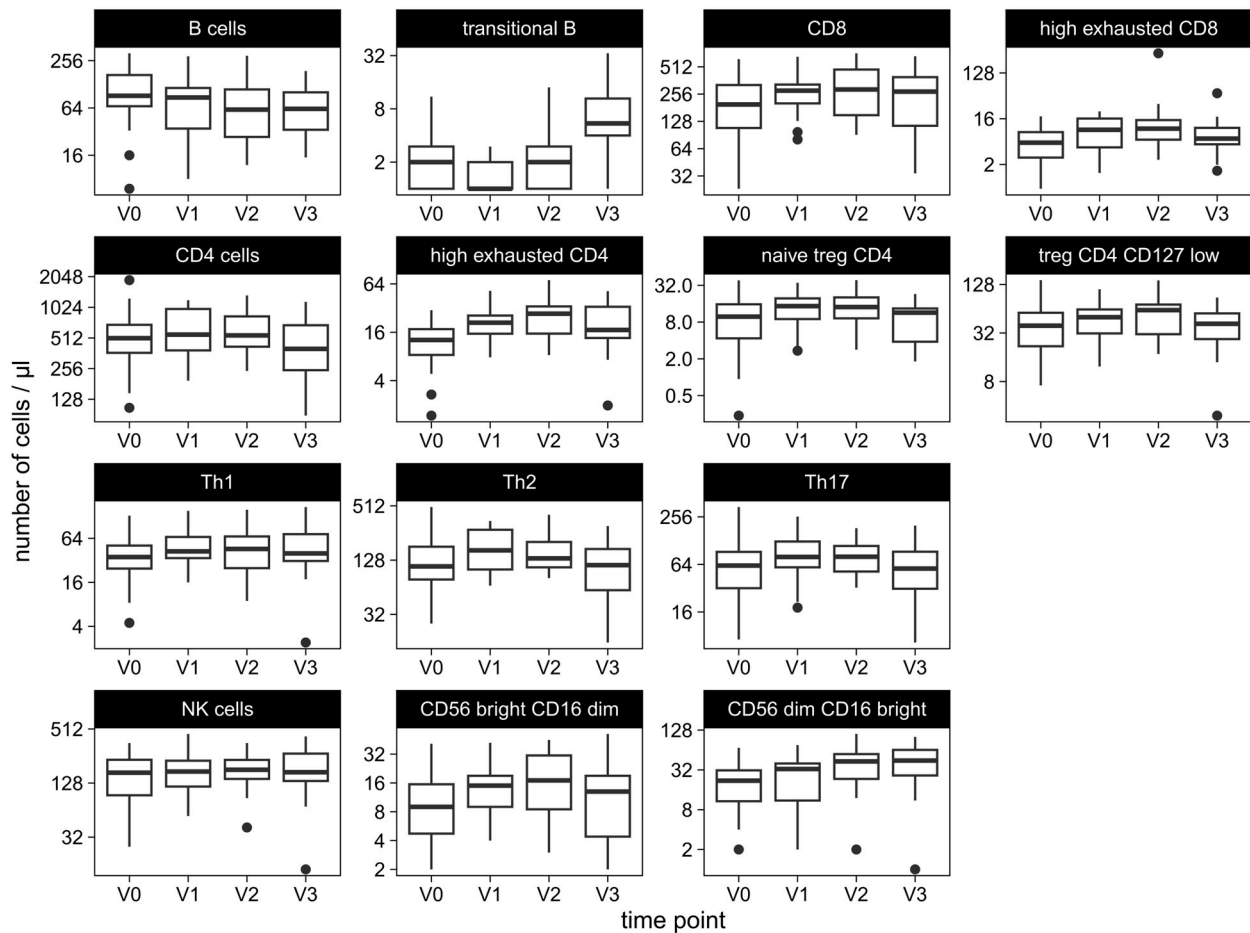 number of cells / µl
B cells
256
64
16
V0 V1 V2 V3
transitional B
32
8
2
V0 V1 V2 V3
CD8
512
256
128
64
32
V0 V1 V2 V3
high exhausted CD8
128
16
2
V0 V1 V2 V3
CD4 cells
2048
1024
512
256
128
V0 V1 V2 V3
high exhausted CD4
64
16
4
V0 V1 V2 V3
naive treg CD4
32.0
8.0
2.0
0.5
V0 V1 V2 V3
treg CD4 CD127 low
128
32
8
V0 V1 V2 V3
Th1
64
16
4
V0 V1 V2 V3
Th2
512
128
32
V0 V1 V2 V3
Th17
256
64
16
V0 V1 V2 V3
NK cells
512
128
32
V0 V1 V2 V3
CD56 bright CD16 dim
32
16
8
4
2
V0 V1 V2 V3
CD56 dim CD16 bright
128
32
8
2
V0 V1 V2 V3
time point